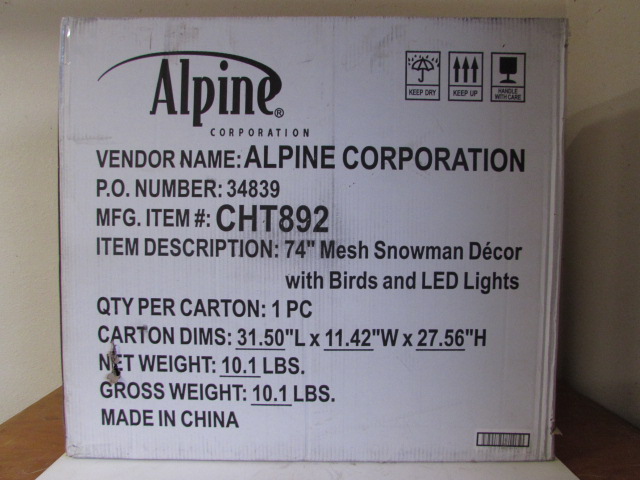 Alpine®
CORPORATION
KEEP DRY
KEEP UP
HANDLE
WITH CARE
VENDOR NAME: ALPINE CORPORATION
P.O. NUMBER: 34839
MFG. ITEM #: CHT892
ITEM DESCRIPTION: 74" Mesh Snowman Décor
with Birds and LED Lights
QTY PER CARTON: 1 PC
CARTON DIMS: 31.50"L x 11.42"W x 27.56"H
NET WEIGHT: 10.1 LBS.
GROSS WEIGHT: 10.1 LBS.
MADE IN CHINA